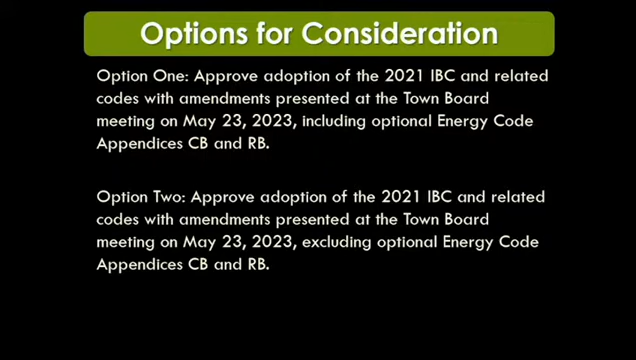 Options for Consideration
Option One: Approve adoption of the 2021 IBC and related
codes with amendments presented at the Town Board
meeting on May 23, 2023, including optional Energy Code
Appendices CB and RB.
Option Two: Approve adoption of the 2021 IBC and related
codes with amendments presented at the Town Board
meeting on May 23, 2023, excluding optional Energy Code
Appendices CB and RB.